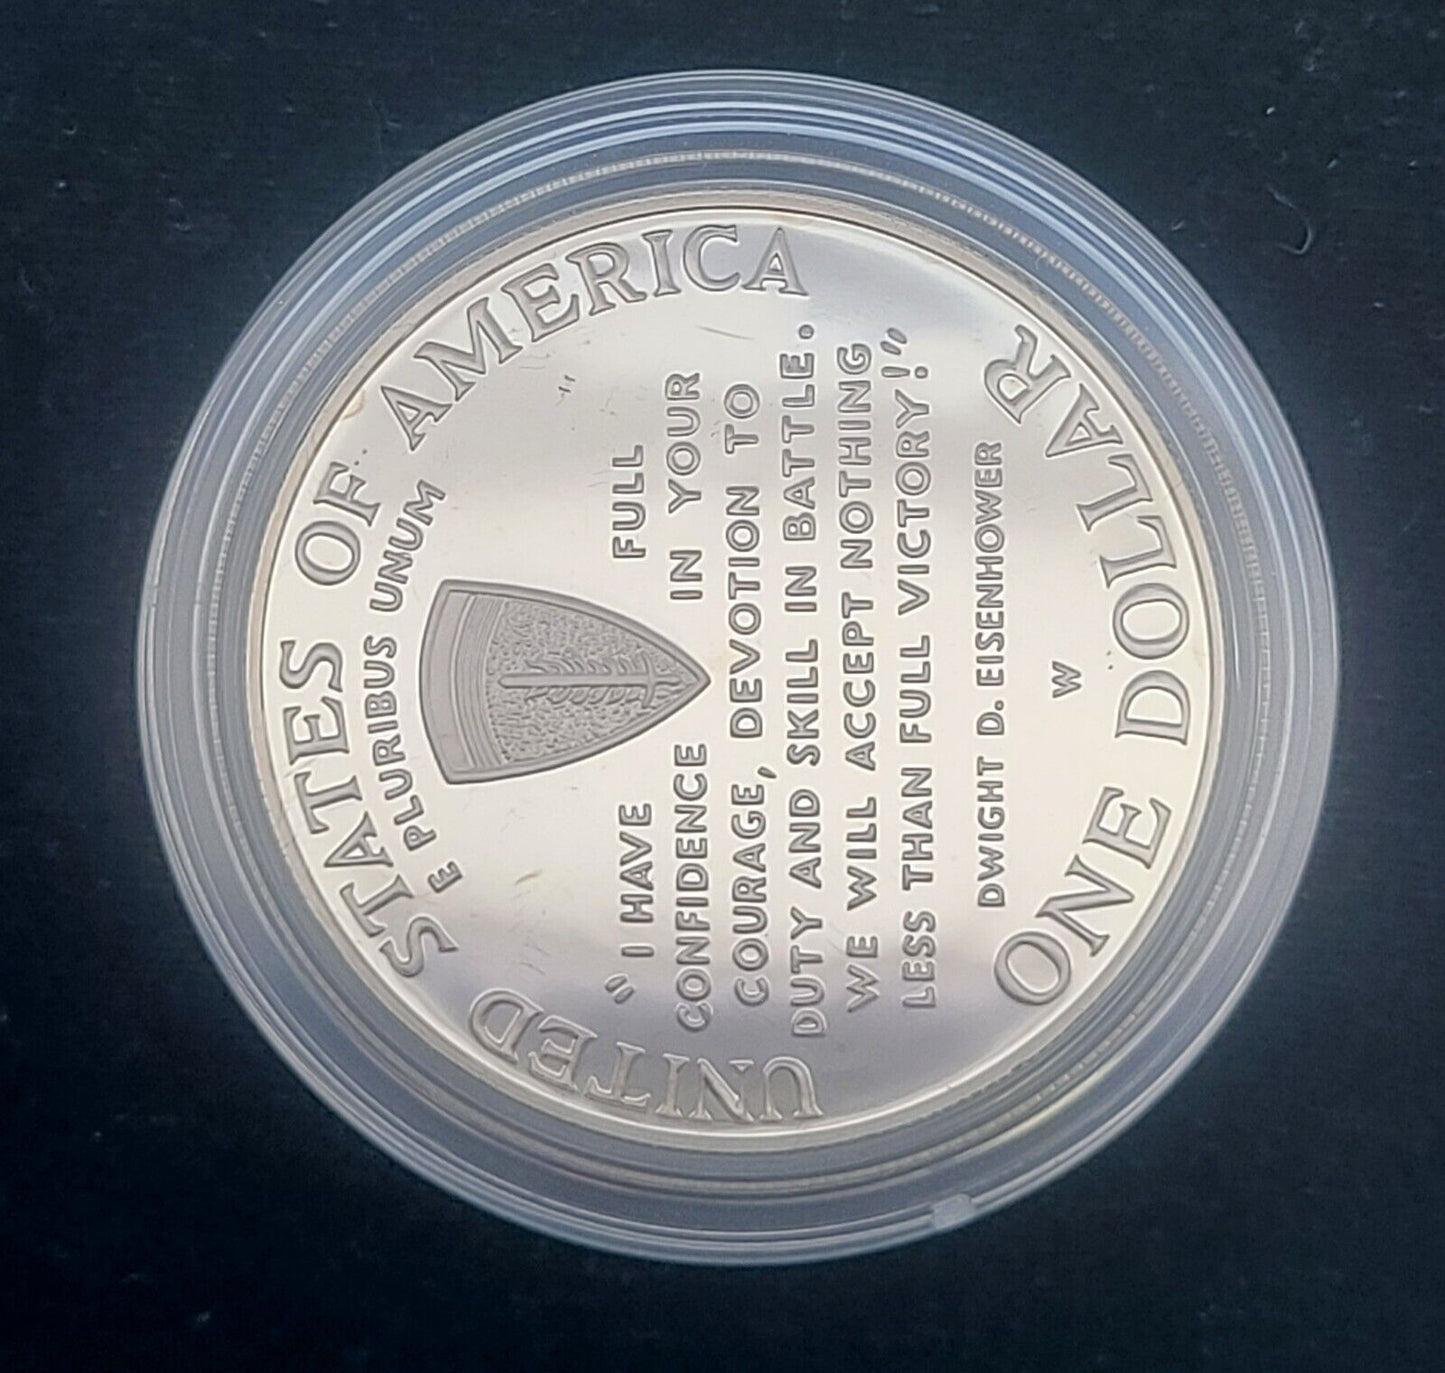 UNITED STATES OF AMERICA
E PLURIBUS UNUM
"I HAVE FULL
CONFIDENCE IN YOUR
COURAGE, DEVOTION TO
DUTY AND SKILL IN BATTLE.
WE WILL ACCEPT NOTHING
LESS THAN FULL VICTORY!"
DWIGHT D. EISENHOWER
W
ONE DOLLAR